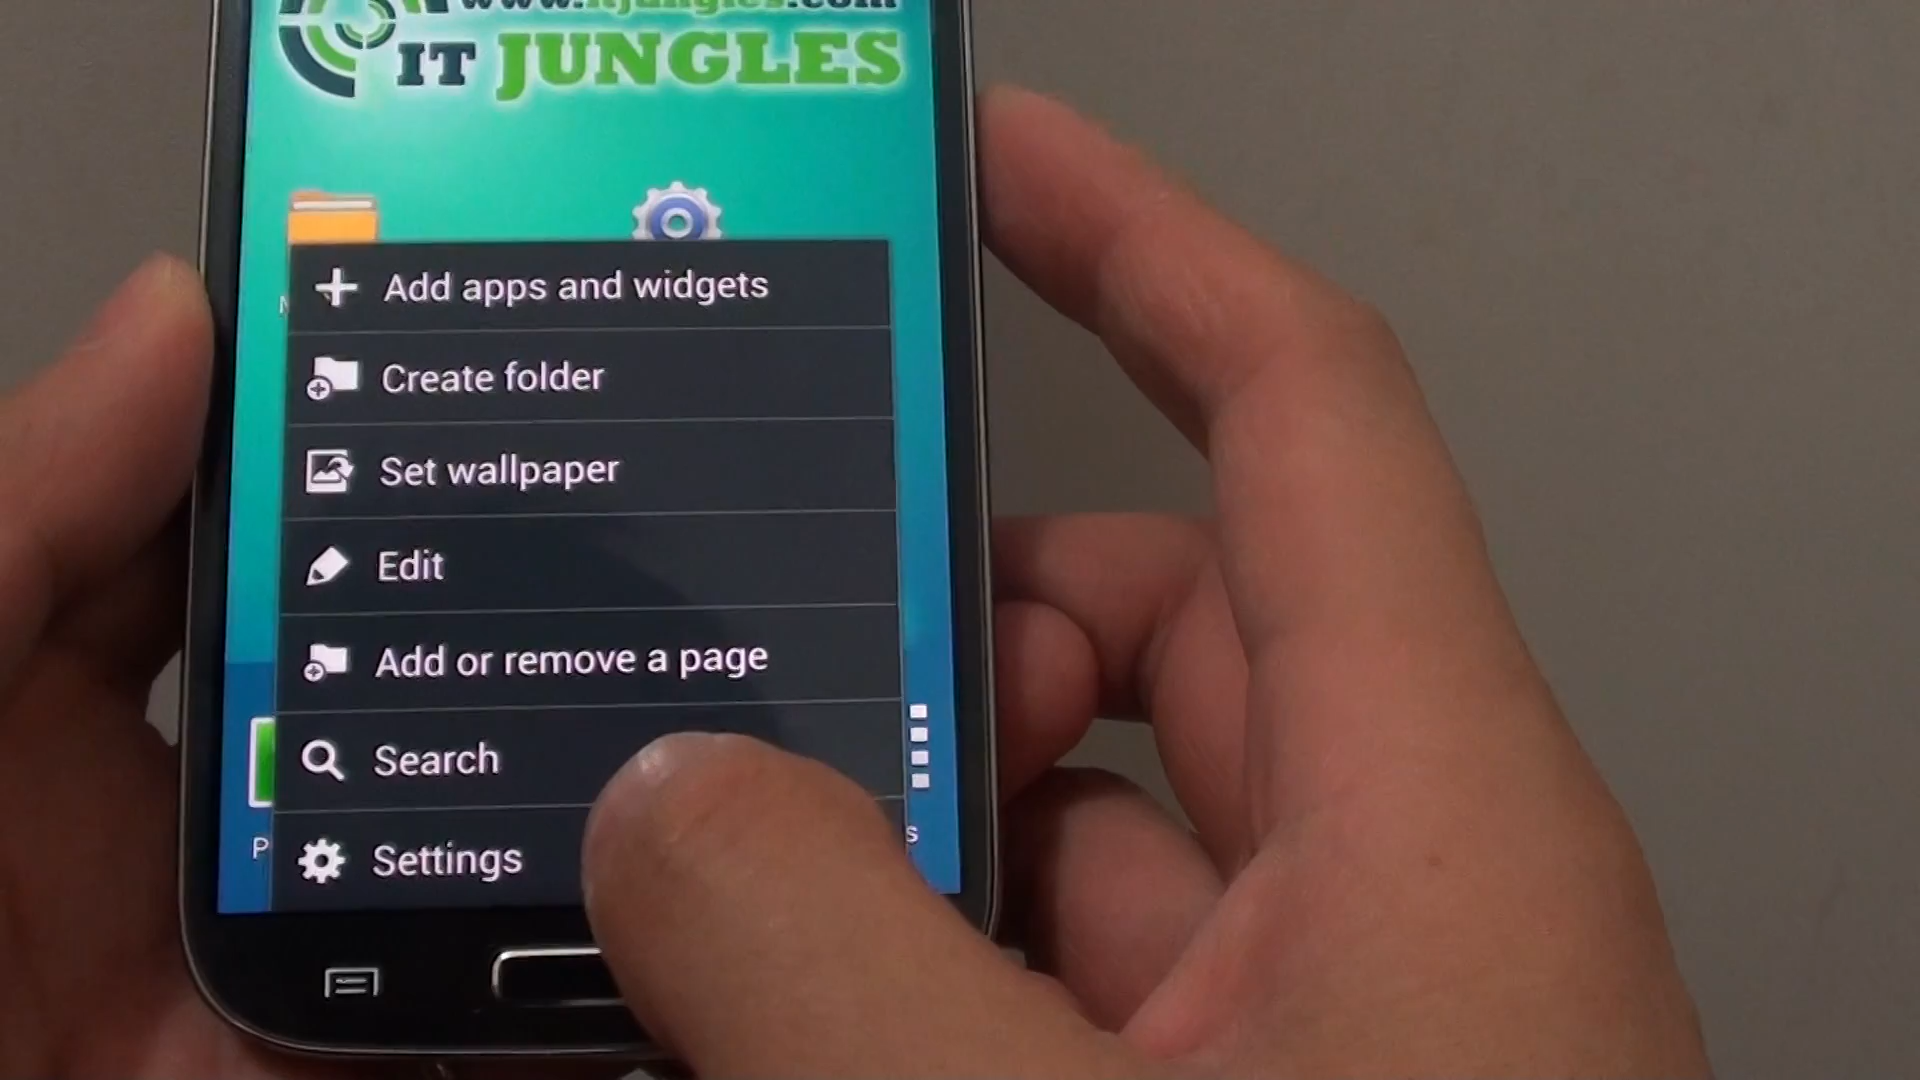 www.itjungles.com
IT JUNGLES
Add apps and widgets
Create folder
Set wallpaper
Edit
Add or remove a page
Search
Settings
P
s